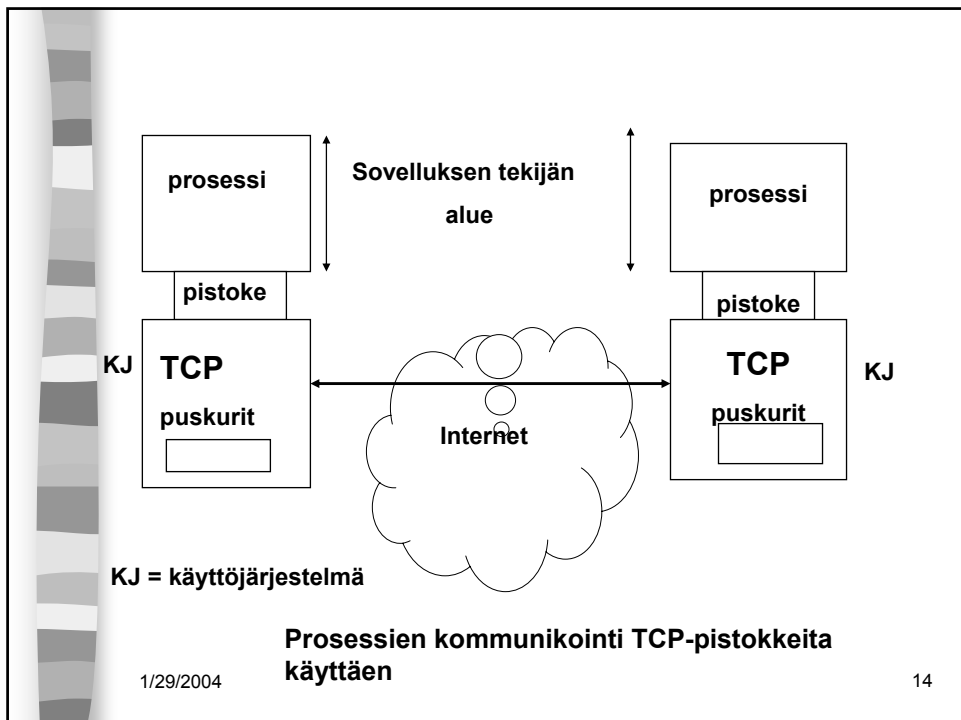 prosessi
Sovelluksen tekijän
alue
prosessi
pistoke
pistoke
KJ
TCP
puskurit
Internet
TCP
puskurit
KJ
KJ = käyttöjärjestelmä
Prosessien kommunikointi TCP-pistokkeita
käyttäen
1/29/2004
14